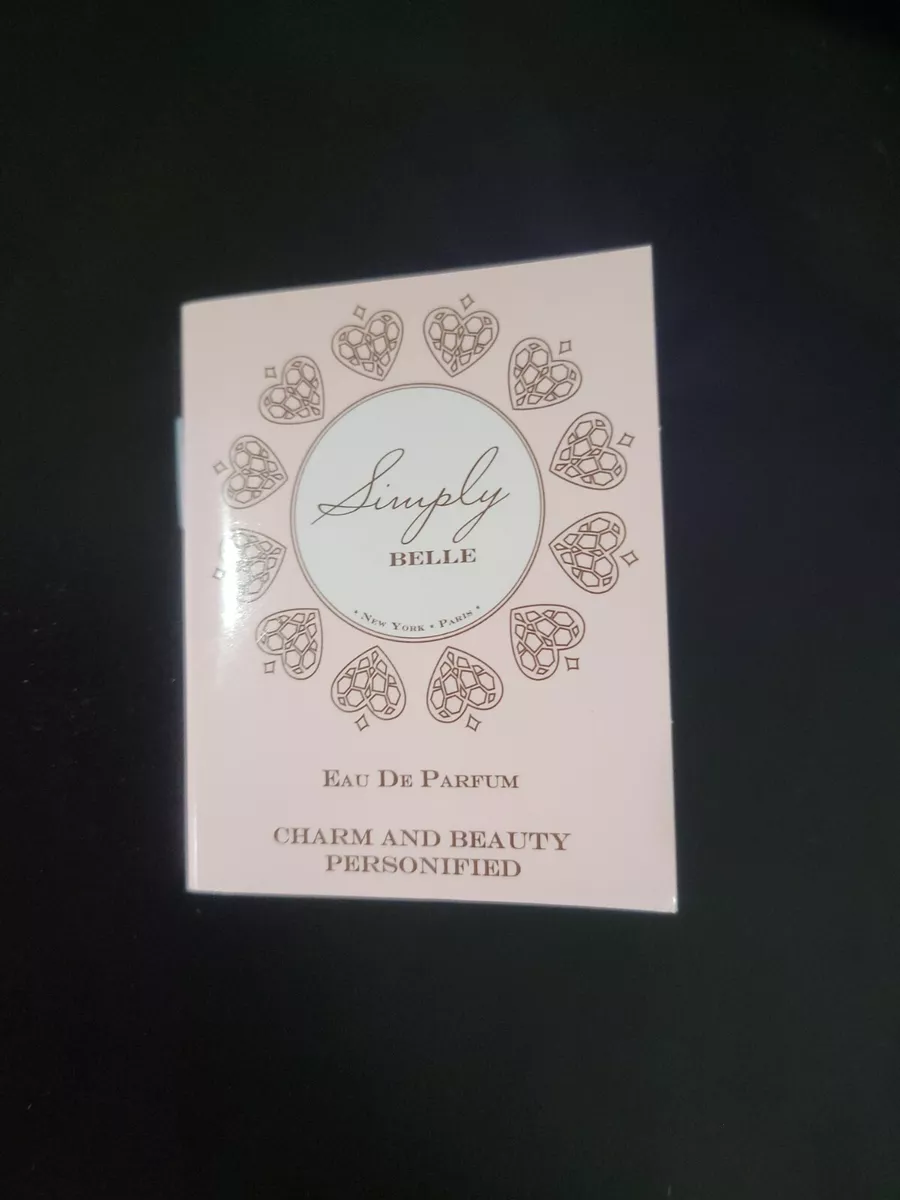 Simply
BELLE
• New York • Paris •
Eau De Parfum
CHARM AND BEAUTY
PERSONIFIED